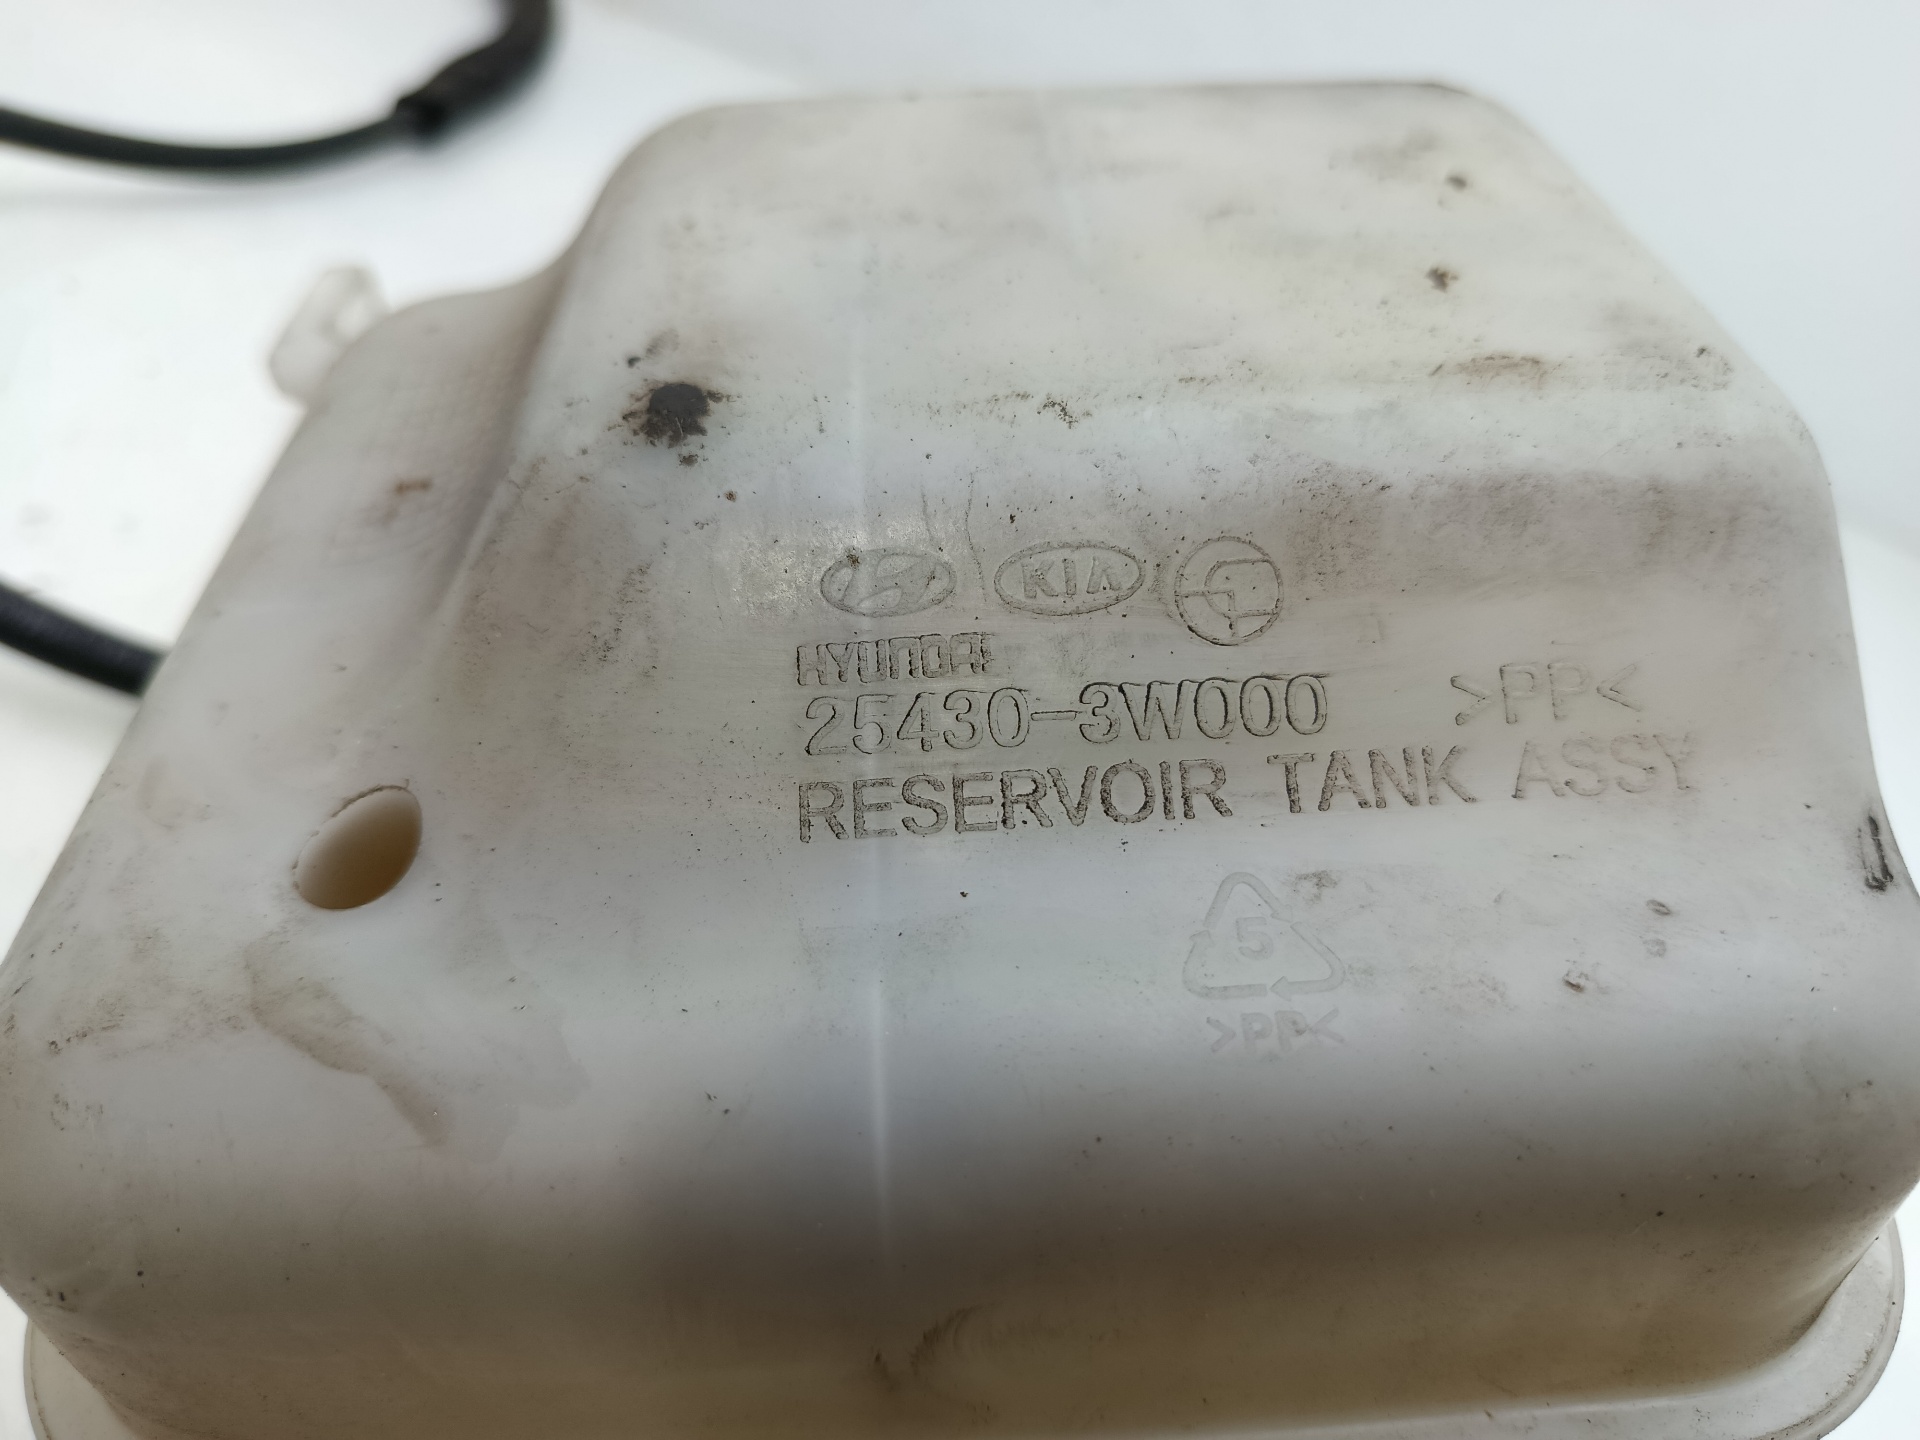 KIA
HYUNDAI
25430-3W000 >PP<
RESERVOIR TANK ASSY
5
>PP<